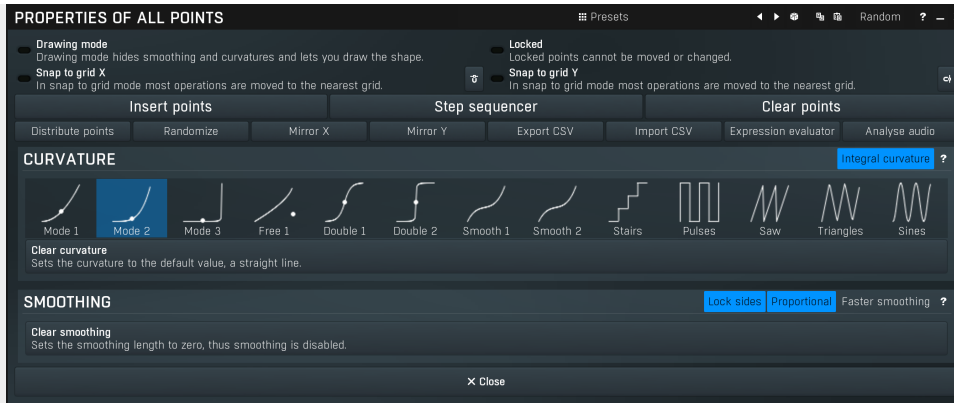 PROPERTIES OF ALL POINTS Presets Random ? –
Drawing mode
Drawing mode hides smoothing and curvatures and lets you draw the shape.
Locked
Locked points cannot be moved or changed.
Snap to grid X
In snap to grid mode most operations are moved to the nearest grid.
Snap to grid Y
In snap to grid mode most operations are moved to the nearest grid.
Insert points Step sequencer Clear points
Distribute points Randomize Mirror X Mirror Y Export CSV Import CSV Expression evaluator Analyse audio
CURVATURE Integral curvature ?
Mode 1 Mode 2 Mode 3 Free 1 Double 1 Double 2 Smooth 1 Smooth 2 Stairs Pulses Saw Triangles Sines
Clear curvature
Sets the curvature to the default value, a straight line.
SMOOTHING Lock sides Proportional Faster smoothing ?
Clear smoothing
Sets the smoothing length to zero, thus smoothing is disabled.
X Close